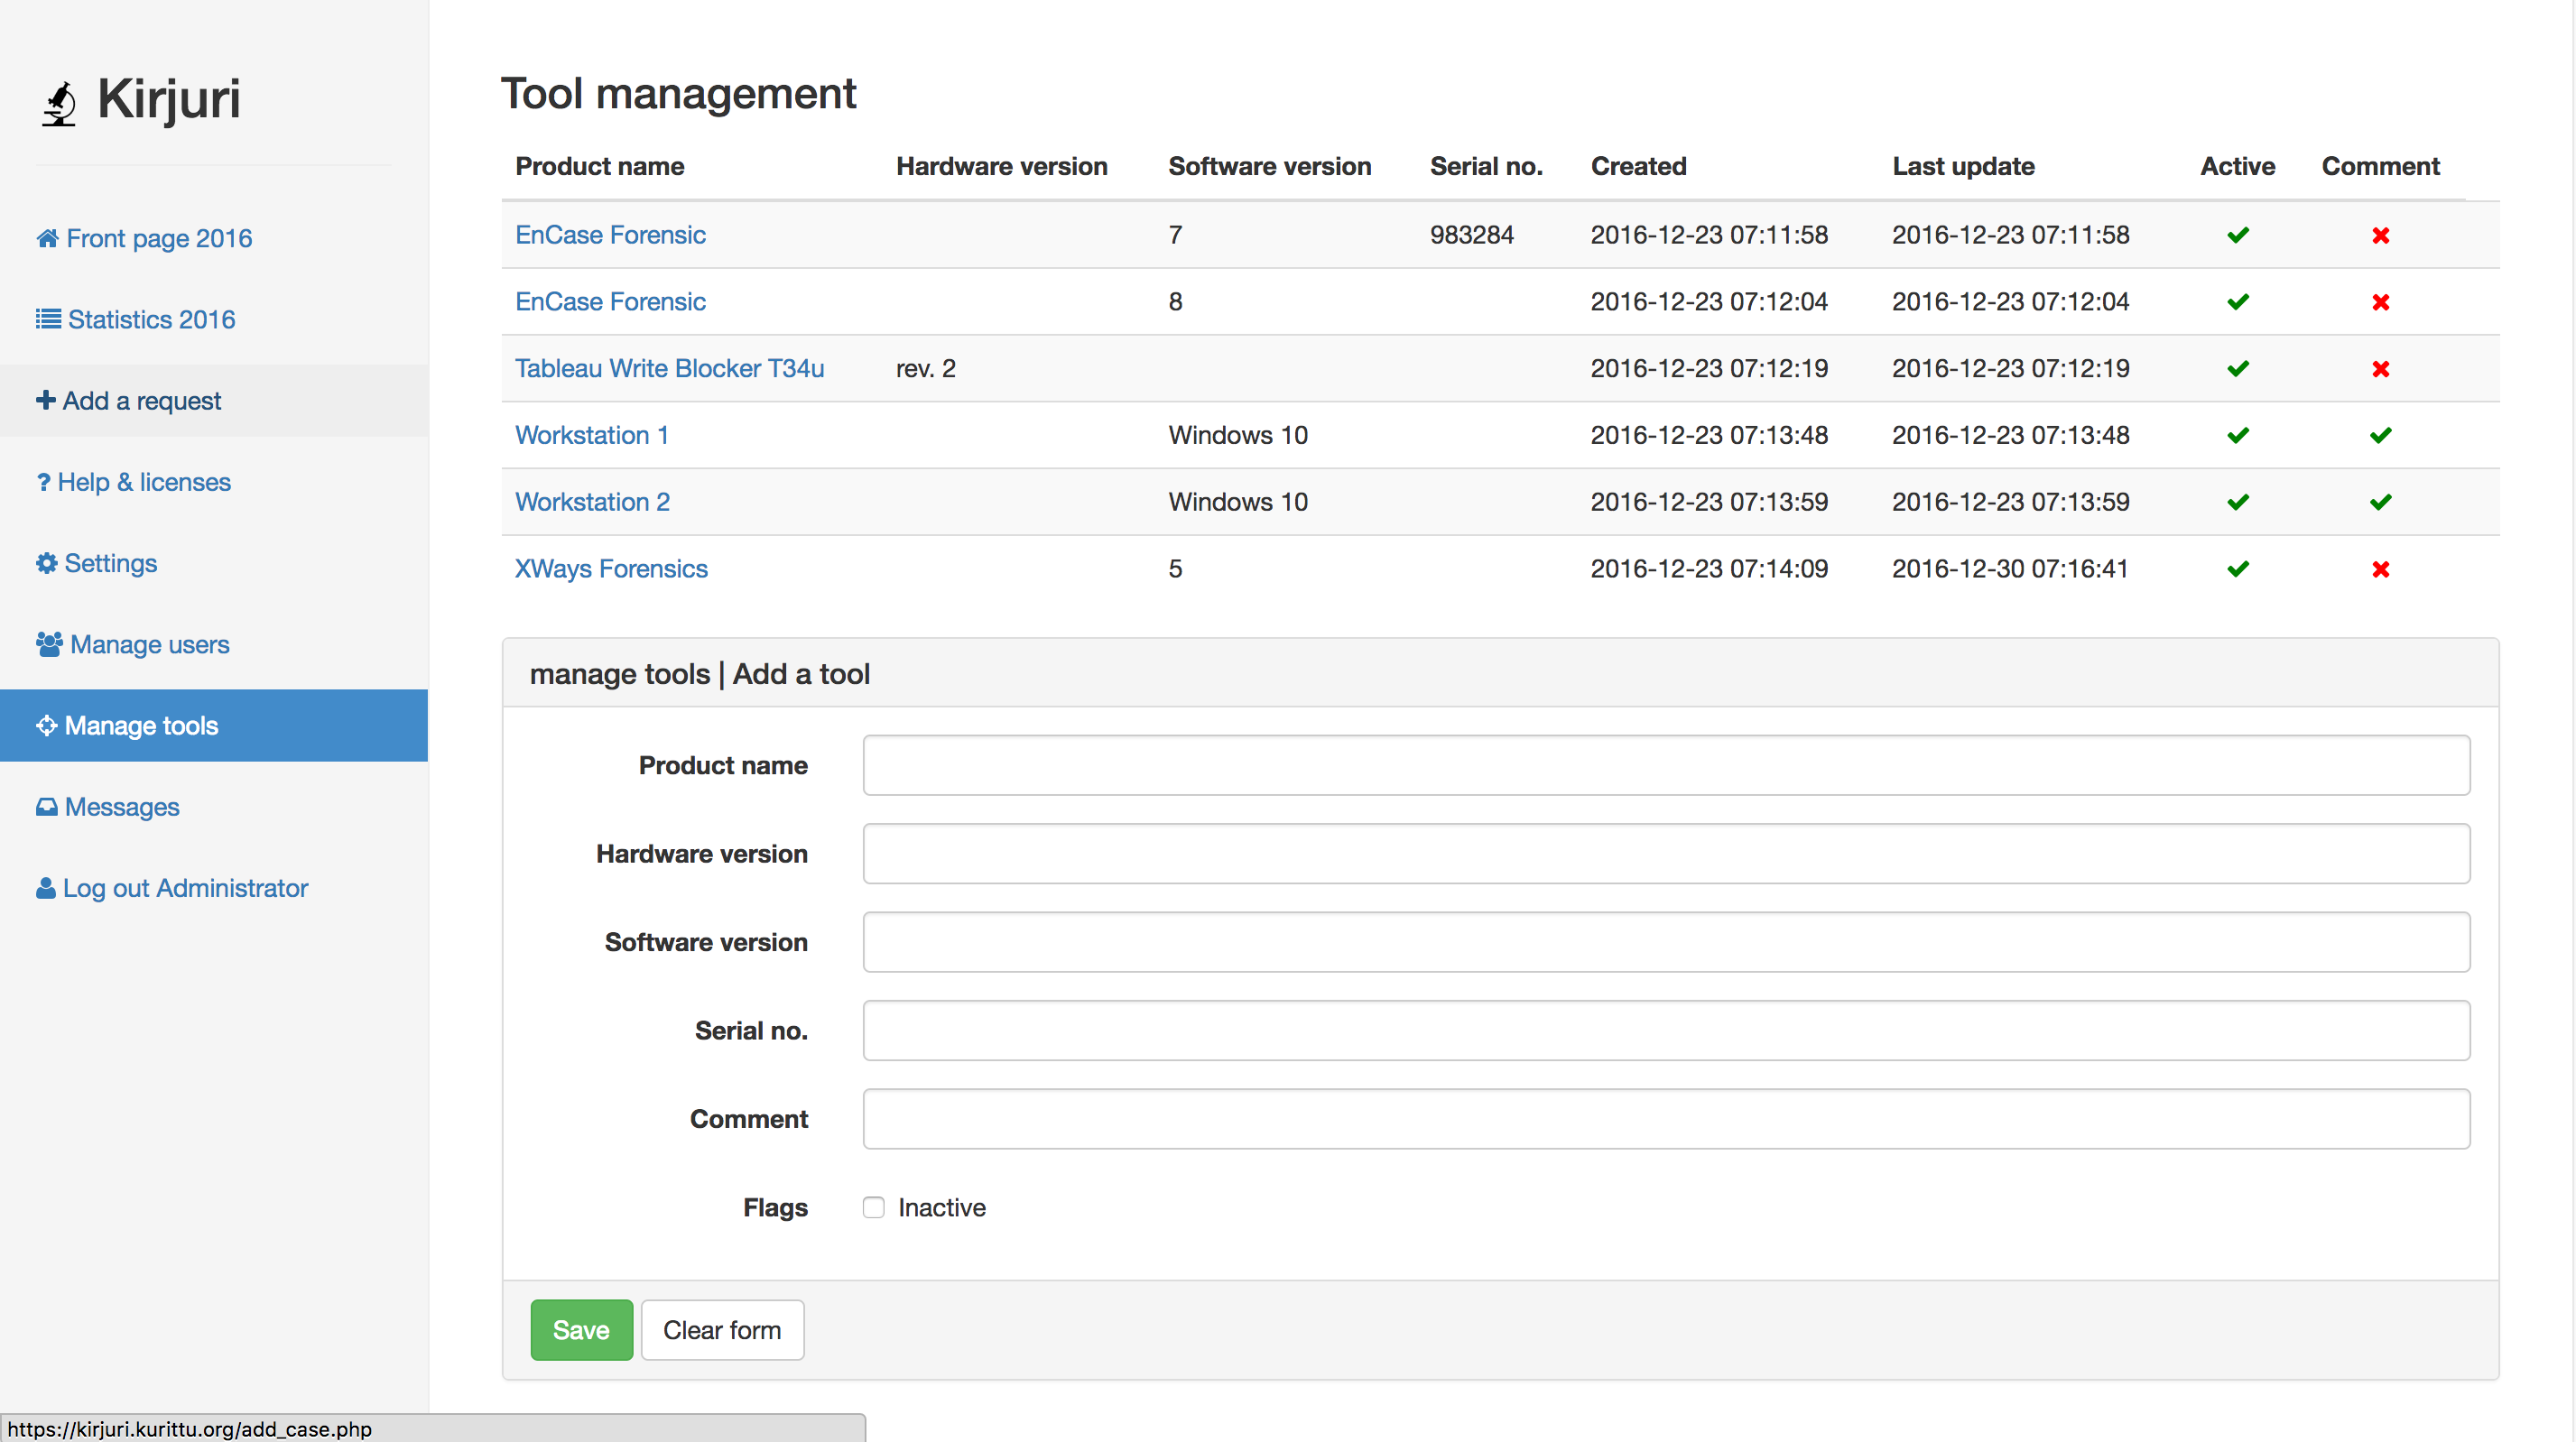 Kirjuri
Front page 2016
Statistics 2016
Add a request
Help & licenses
Settings
Manage users
Manage tools
Messages
Log out Administrator
Tool management
Product name Hardware version Software version Serial no. Created Last update Active Comment
EnCase Forensic 7 983284 2016-12-23 07:11:58 2016-12-23 07:11:58
EnCase Forensic 8 2016-12-23 07:12:04 2016-12-23 07:12:04
Tableau Write Blocker T34u rev. 2 2016-12-23 07:12:19 2016-12-23 07:12:19
Workstation 1 Windows 10 2016-12-23 07:13:48 2016-12-23 07:13:48
Workstation 2 Windows 10 2016-12-23 07:13:59 2016-12-23 07:13:59
XWays Forensics 5 2016-12-23 07:14:09 2016-12-30 07:16:41
manage tools | Add a tool
Product name
Hardware version
Software version
Serial no.
Comment
Flags Inactive
Save Clear form
https://kirjuri.kurittu.org/add_case.php